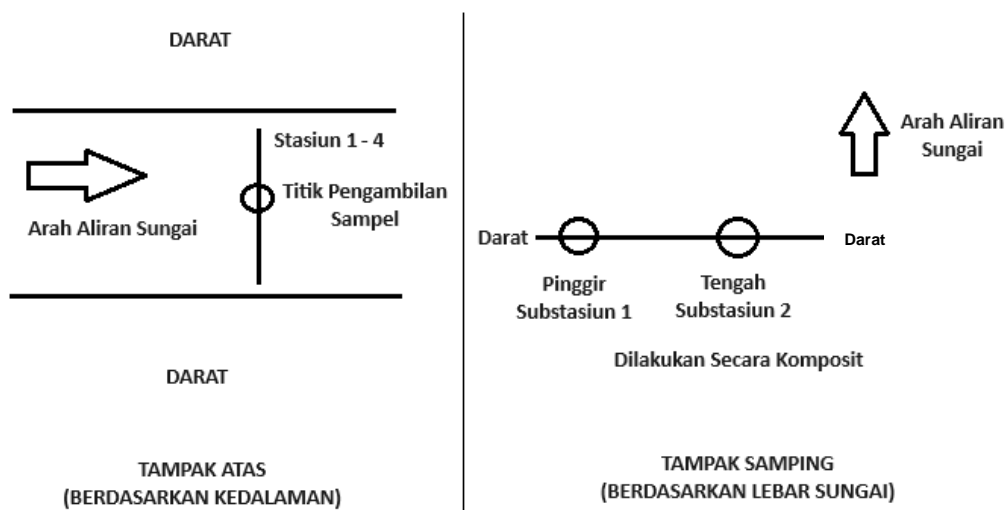 DARAT
Stasiun 1 - 4
Titik Pengambilan
Sampel
Arah Aliran Sungai
DARAT
TAMPAK ATAS
(BERDASARKAN KEDALAMAN)
Arah Aliran
Sungai
Darat
Darat
Pinggir
Substasiun 1
Tengah
Substasiun 2
Dilakukan Secara Komposit
TAMPAK SAMPING
(BERDASARKAN LEBAR SUNGAI)